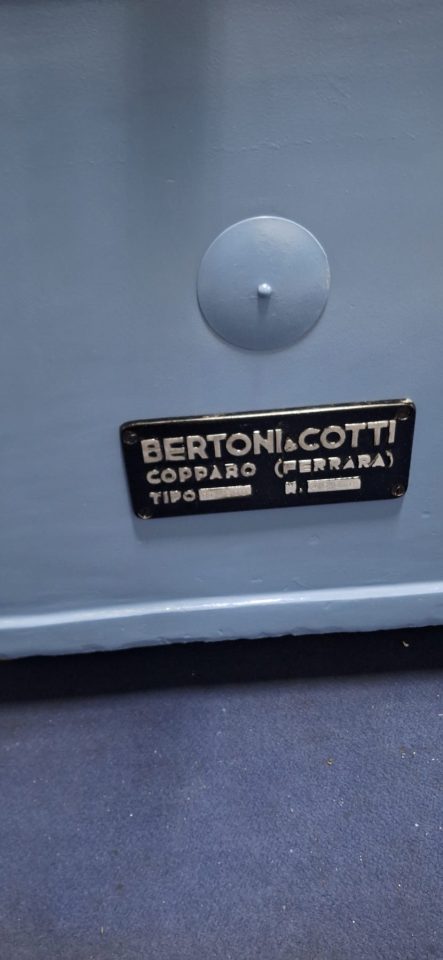 BERTONI & COTTI
COPPARO (FERRARA)
TIPO N.